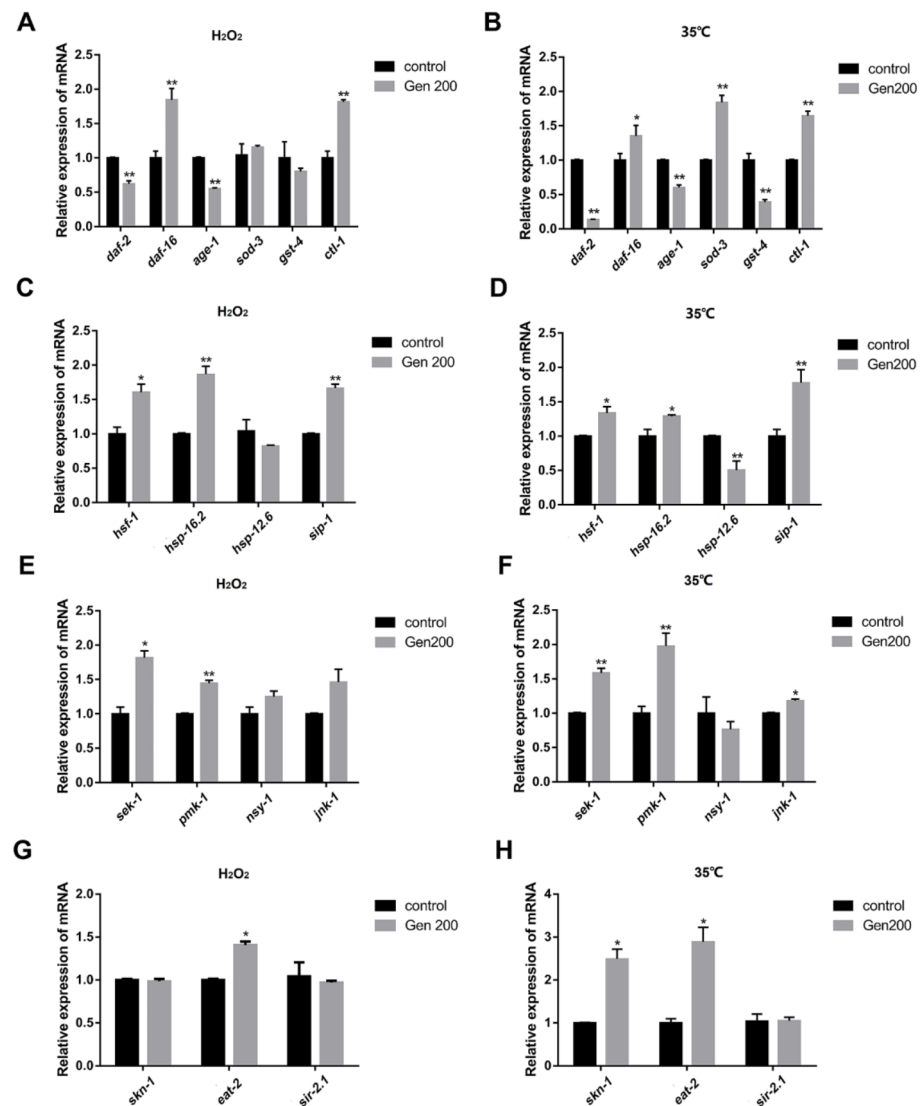 A
H₂O₂
Relative expression of mRNA
2.5
2.0
1.5
1.0
0.5
0.0
** ** ** **
daf-2 daf-16 age-1 sod-3 gst-4 ctl-1
control
Gen 200
B
35℃
Relative expression of mRNA
2.5
2.0
1.5
1.0
0.5
0.0
** * ** ** ** **
daf-2 daf-16 age-1 sod-3 gst-4 ctl-1
control
Gen200
C
H₂O₂
Relative expression of mRNA
2.5
2.0
1.5
1.0
0.5
0.0
* ** **
hsf-1 hsp-16.2 hsp-12.6 sip-1
control
Gen 200
D
35℃
Relative expression of mRNA
2.5
2.0
1.5
1.0
0.5
0.0
* * ** **
hsf-1 hsp-16.2 hsp-12.6 sip-1
control
Gen200
E
H₂O₂
Relative expression of mRNA
2.5
2.0
1.5
1.0
0.5
0.0
* **
sek-1 pmk-1 nsy-1 jnk-1
control
Gen200
F
35℃
Relative expression of mRNA
2.5
2.0
1.5
1.0
0.5
0.0
** ** *
sek-1 pmk-1 nsy-1 jnk-1
control
Gen200
G
H₂O₂
Relative expression of mRNA
2.0
1.5
1.0
0.5
0.0
*
skn-1 eat-2 sir-2.1
control
Gen 200
H
35℃
Relative expression of mRNA
4
3
2
1
0
* *
skn-1 eat-2 sir-2.1
control
Gen200